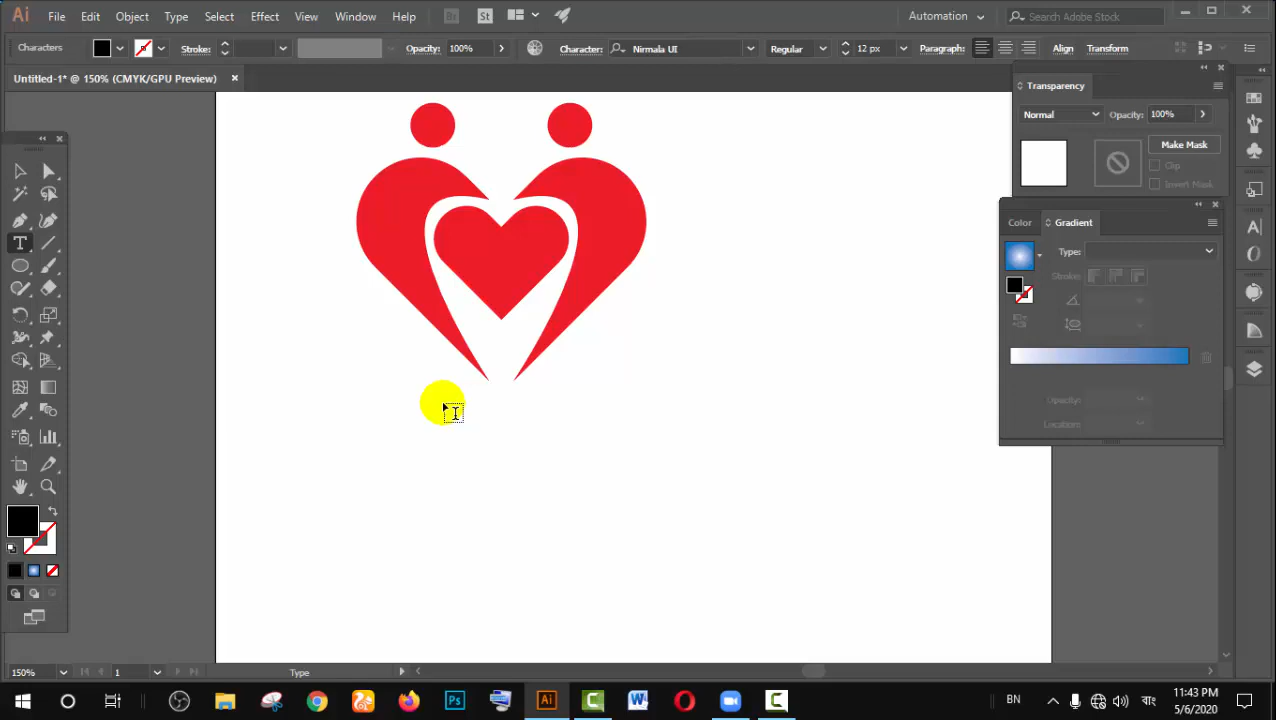 Ai File Edit Object Type Select Effect View Window Help Br St Automation Search Adobe Stock
Characters Stroke: Opacity: 100% Character: Nirmala UI Regular 12 px Paragraph: Align Transform
Untitled-1* @ 150% (CMYK/GPU Preview)
Transparency
Normal Opacity: 100%
Make Mask
Clip
Invert Mask
Color Gradient
Type:
Stroke:
Opacity:
Location:
150% 1 Type
BN বাং 11:43 PM
5/6/2020